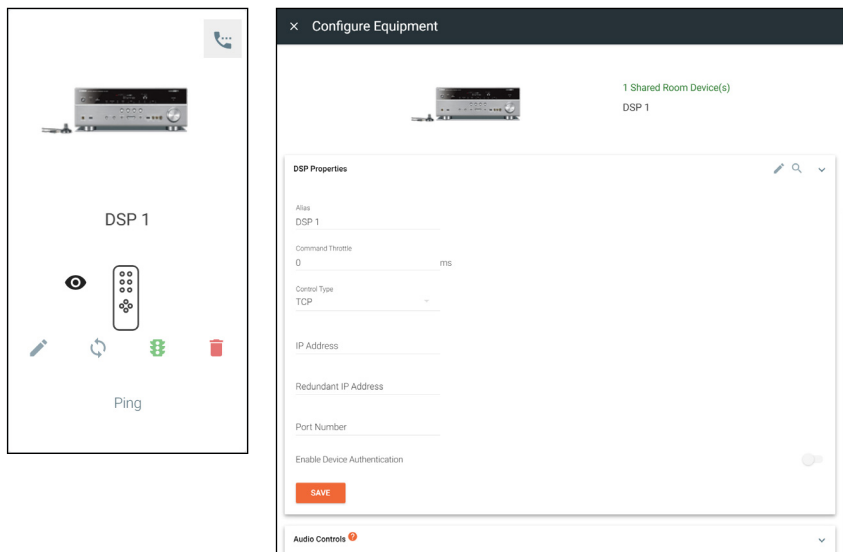 DSP 1
Ping
× Configure Equipment
1 Shared Room Device(s)
DSP 1
DSP Properties
Alias
DSP 1
Command Throttle
0 ms
Control Type
TCP
IP Address
Redundant IP Address
Port Number
Enable Device Authentication
SAVE
Audio Controls ?